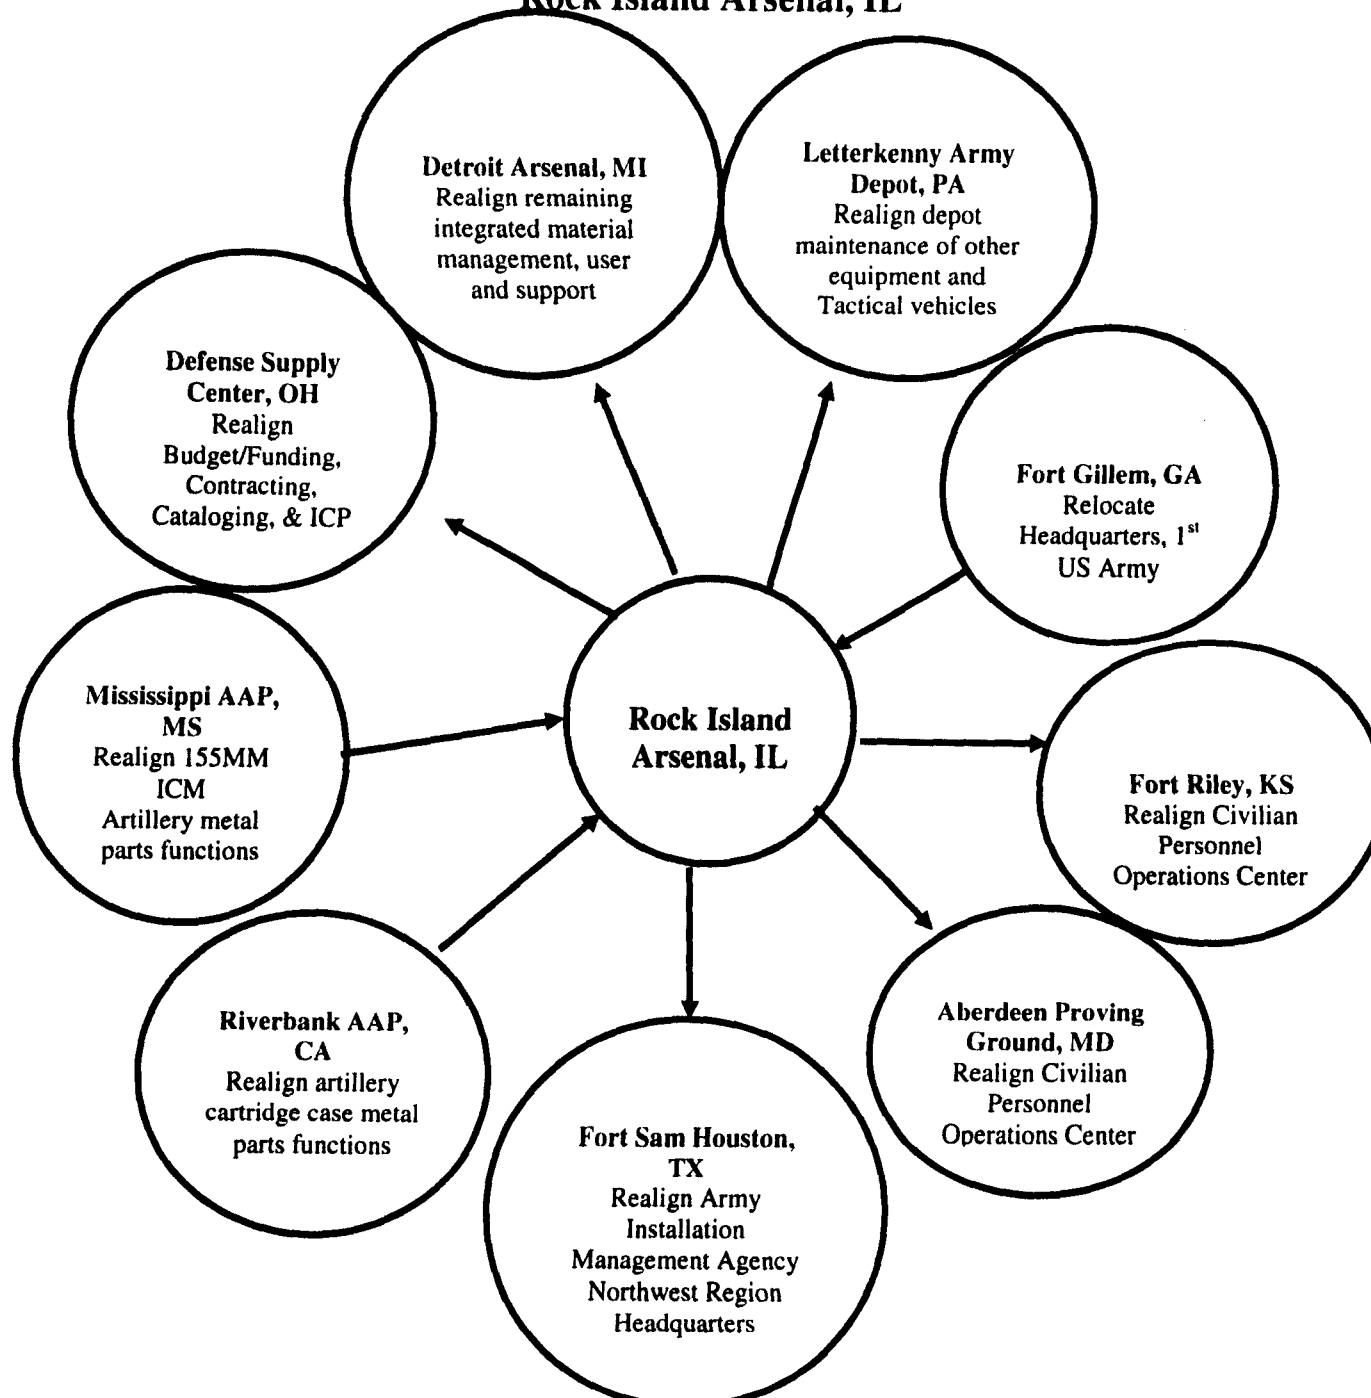 Rock Island Arsenal, IL
Detroit Arsenal, MI
Realign remaining
integrated material
management, user
and support
Letterkenny Army
Depot, PA
Realign depot
maintenance of other
equipment and
Tactical vehicles
Defense Supply
Center, OH
Realign
Budget/Funding,
Contracting,
Cataloging, & ICP
Fort Gillem, GA
Relocate
Headquarters, 1st
US Army
Mississippi AAP,
MS
Realign 155MM
ICM
Artillery metal
parts functions
Rock Island
Arsenal, IL
Fort Riley, KS
Realign Civilian
Personnel
Operations Center
Riverbank AAP,
CA
Realign artillery
cartridge case metal
parts functions
Aberdeen Proving
Ground, MD
Realign Civilian
Personnel
Operations Center
Fort Sam Houston,
TX
Realign Army
Installation
Management Agency
Northwest Region
Headquarters